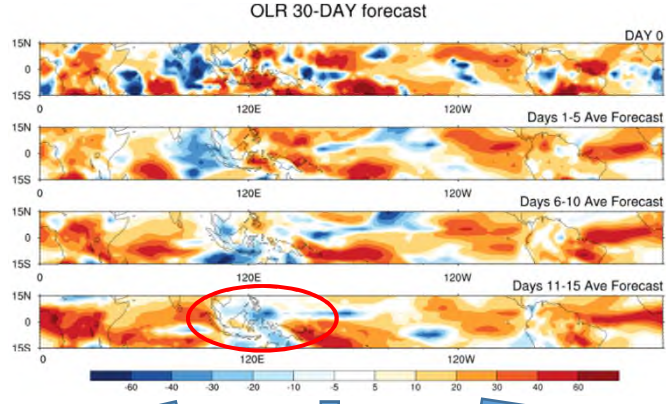 OLR 30-DAY forecast
DAY 0
15N
0
15S
0 120E 120W
Days 1-5 Ave Forecast
15N
0
15S
0 120E 120W
Days 6-10 Ave Forecast
15N
0
15S
0 120E 120W
Days 11-15 Ave Forecast
15N
0
15S
0 120E 120W
-60 -40 -30 -20 -10 -5 5 10 20 30 40 60